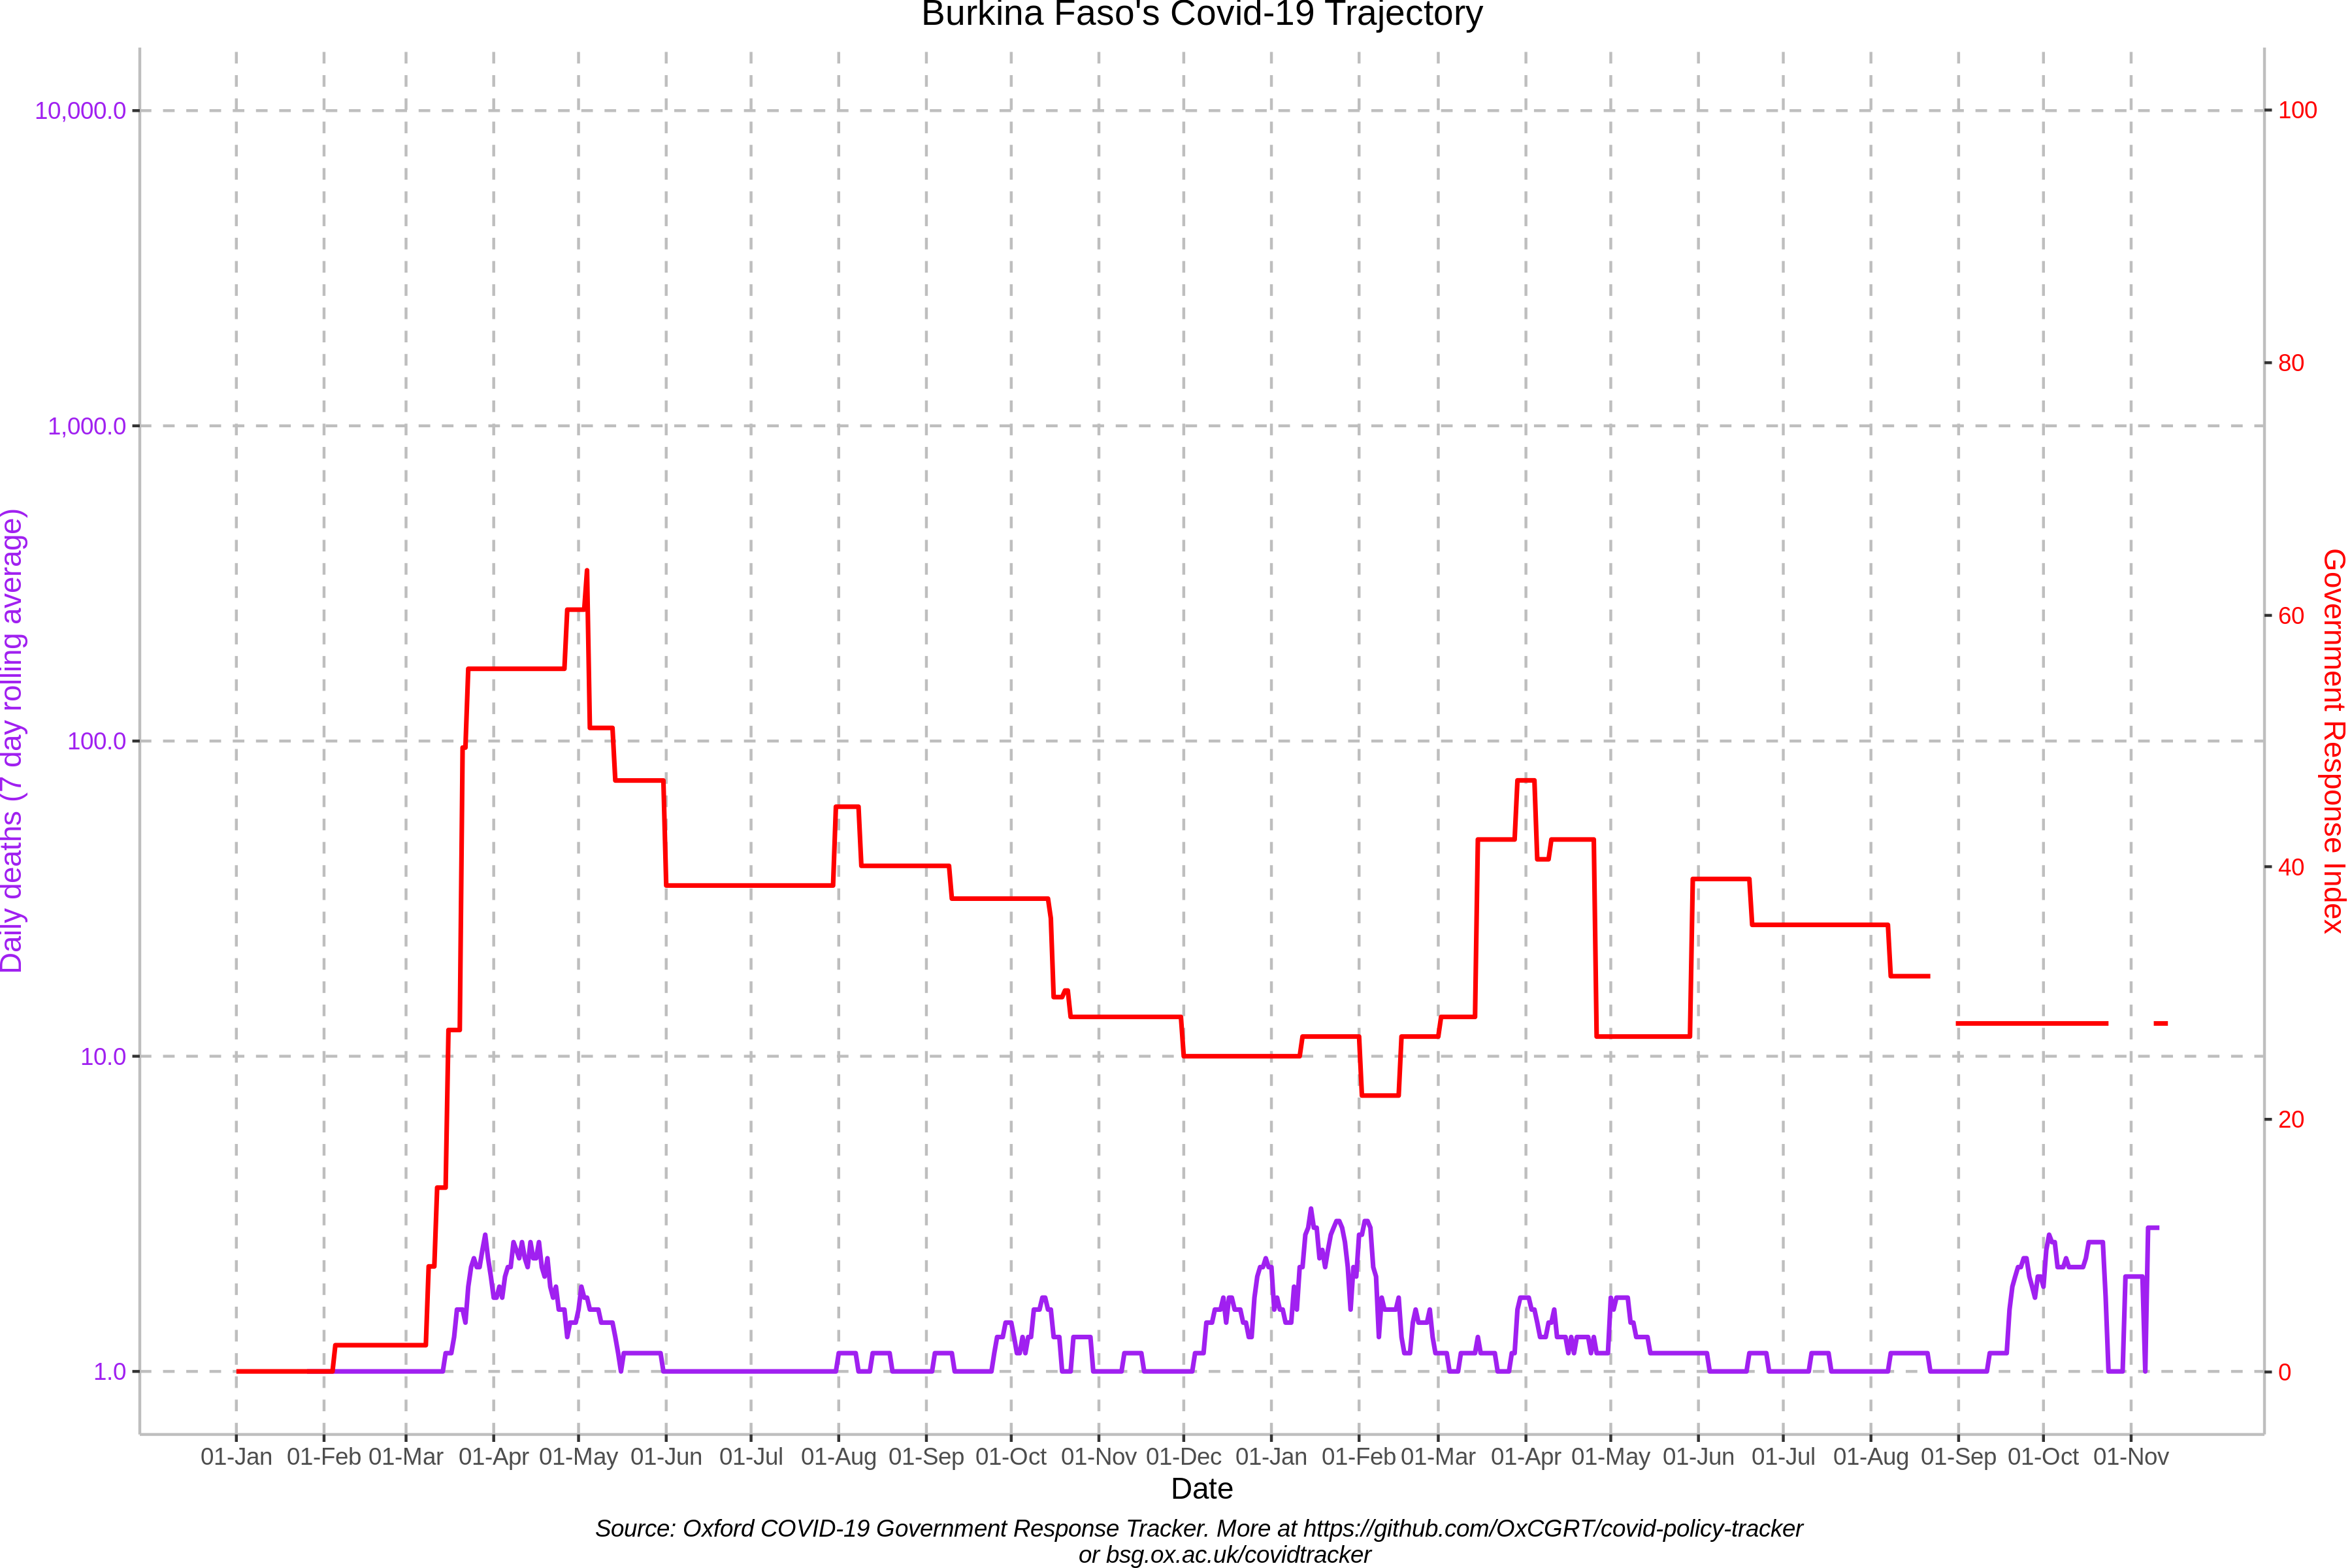 Burkina Faso's Covid-19 Trajectory
10,000.0
1,000.0
100.0
10.0
1.0
Daily deaths (7 day rolling average)
100
80
60
40
20
0
Government Response Index
01-Jan 01-Feb 01-Mar 01-Apr 01-May 01-Jun 01-Jul 01-Aug 01-Sep 01-Oct 01-Nov 01-Dec 01-Jan 01-Feb 01-Mar 01-Apr 01-May 01-Jun 01-Jul 01-Aug 01-Sep 01-Oct 01-Nov
Date
Source: Oxford COVID-19 Government Response Tracker. More at https://github.com/OxCGRT/covid-policy-tracker
or bsg.ox.ac.uk/covidtracker